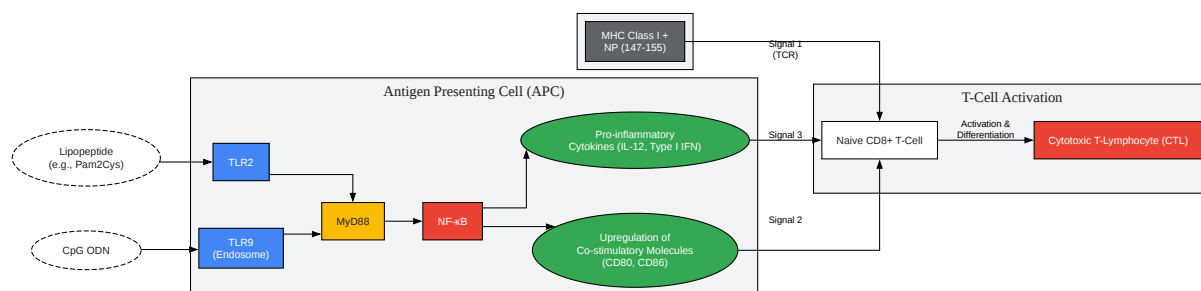 MHC Class I +
NP (147-155)
Signal 1
(TCR)
Antigen Presenting Cell (APC)
T-Cell Activation
Lipopeptide
(e.g., Pam2Cys)
TLR2
Pro-inflammatory
Cytokines (IL-12, Type I IFN)
Signal 3
Naive CD8+ T-Cell
Activation &
Differentiation
Cytotoxic T-Lymphocyte (CTL)
MyD88
NF-κB
CpG ODN
TLR9
(Endosome)
Upregulation of
Co-stimulatory Molecules
(CD80, CD86)
Signal 2